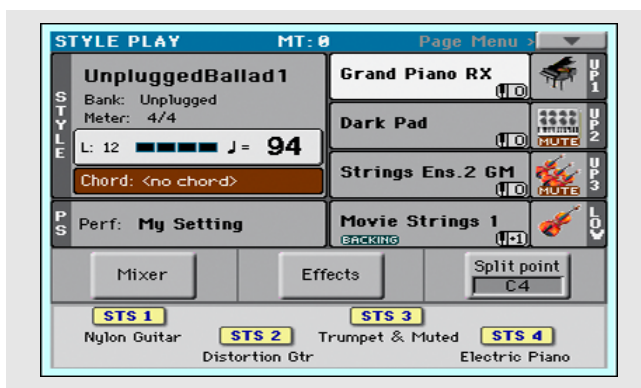 STYLE PLAY MT: 0 Page Menu >
STYLE
UnpluggedBallad1
Bank: Unplugged
Meter: 4/4
L: 12 ♩= 94
Chord: <no chord>
Grand Piano RX
0
UP1
Dark Pad
0
MUTE
UP2
Strings Ens.2 GM
0
MUTE
UP3
PS
Perf: My Setting
Movie Strings 1
BACKING
+1
LOW
Mixer Effects Split point
C4
STS 1 STS 3
Nylon Guitar STS 2 Trumpet & Muted STS 4
Distortion Gtr Electric Piano